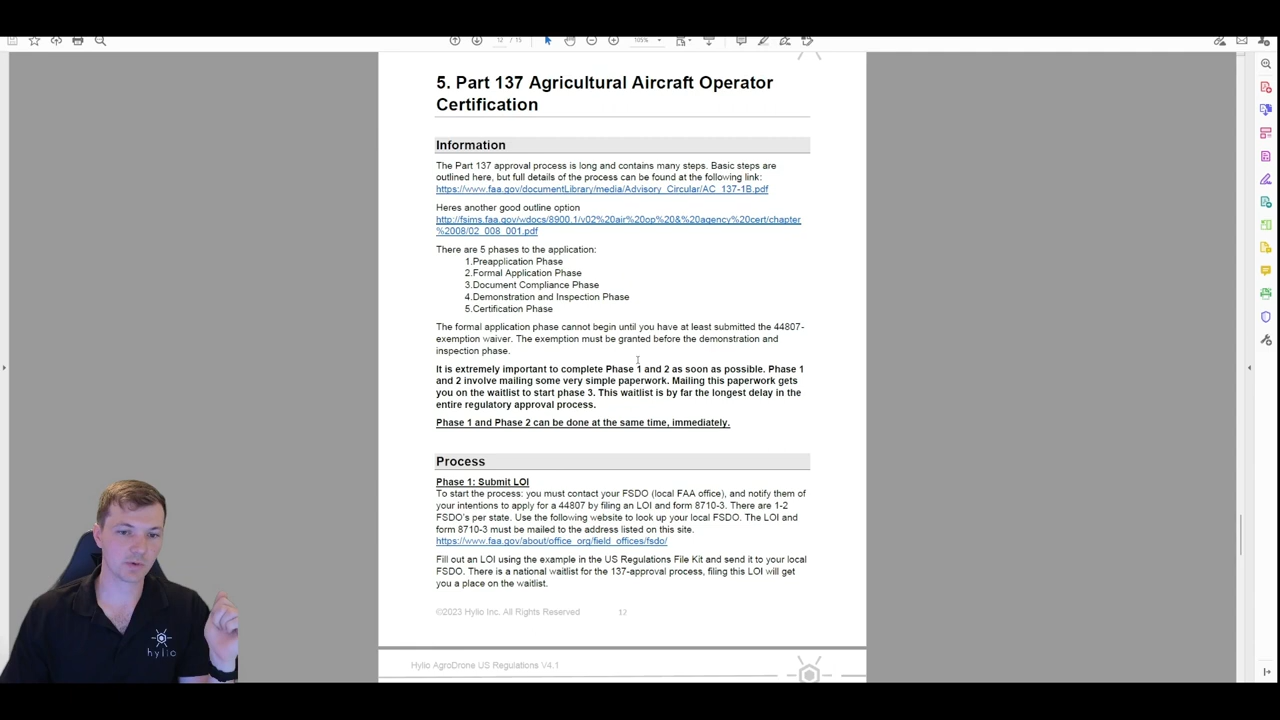 12 / 15
105%
5. Part 137 Agricultural Aircraft Operator
Certification
Information
The Part 137 approval process is long and contains many steps. Basic steps are
outlined here, but full details of the process can be found at the following link:
https://www.faa.gov/documentLibrary/media/Advisory_Circular/AC_137-1B.pdf
Heres another good outline option
http://fsims.faa.gov/wdocs/8900.1/v02%20air%20op%20&%20agency%20cert/chapter
%2008/02_008_001.pdf
There are 5 phases to the application:
1.Preapplication Phase
2.Formal Application Phase
3.Document Compliance Phase
4.Demonstration and Inspection Phase
5.Certification Phase
The formal application phase cannot begin until you have at least submitted the 44807-
exemption waiver. The exemption must be granted before the demonstration and
inspection phase.
It is extremely important to complete Phase 1 and 2 as soon as possible. Phase 1
and 2 involve mailing some very simple paperwork. Mailing this paperwork gets
you on the waitlist to start phase 3. This waitlist is by far the longest delay in the
entire regulatory approval process.
Phase 1 and Phase 2 can be done at the same time, immediately.
Process
Phase 1: Submit LOI
To start the process: you must contact your FSDO (local FAA office), and notify them of
your intentions to apply for a 44807 by filing an LOI and form 8710-3. There are 1-2
FSDO's per state. Use the following website to look up your local FSDO. The LOI and
form 8710-3 must be mailed to the address listed on this site.
https://www.faa.gov/about/office_org/field_offices/fsdo/
Fill out an LOI using the example in the US Regulations File Kit and send it to your local
FSDO. There is a national waitlist for the 137-approval process, filing this LOI will get
you a place on the waitlist.
©2023 Hylio Inc. All Rights Reserved 12
Hylio AgroDrone US Regulations V4.1
hylio